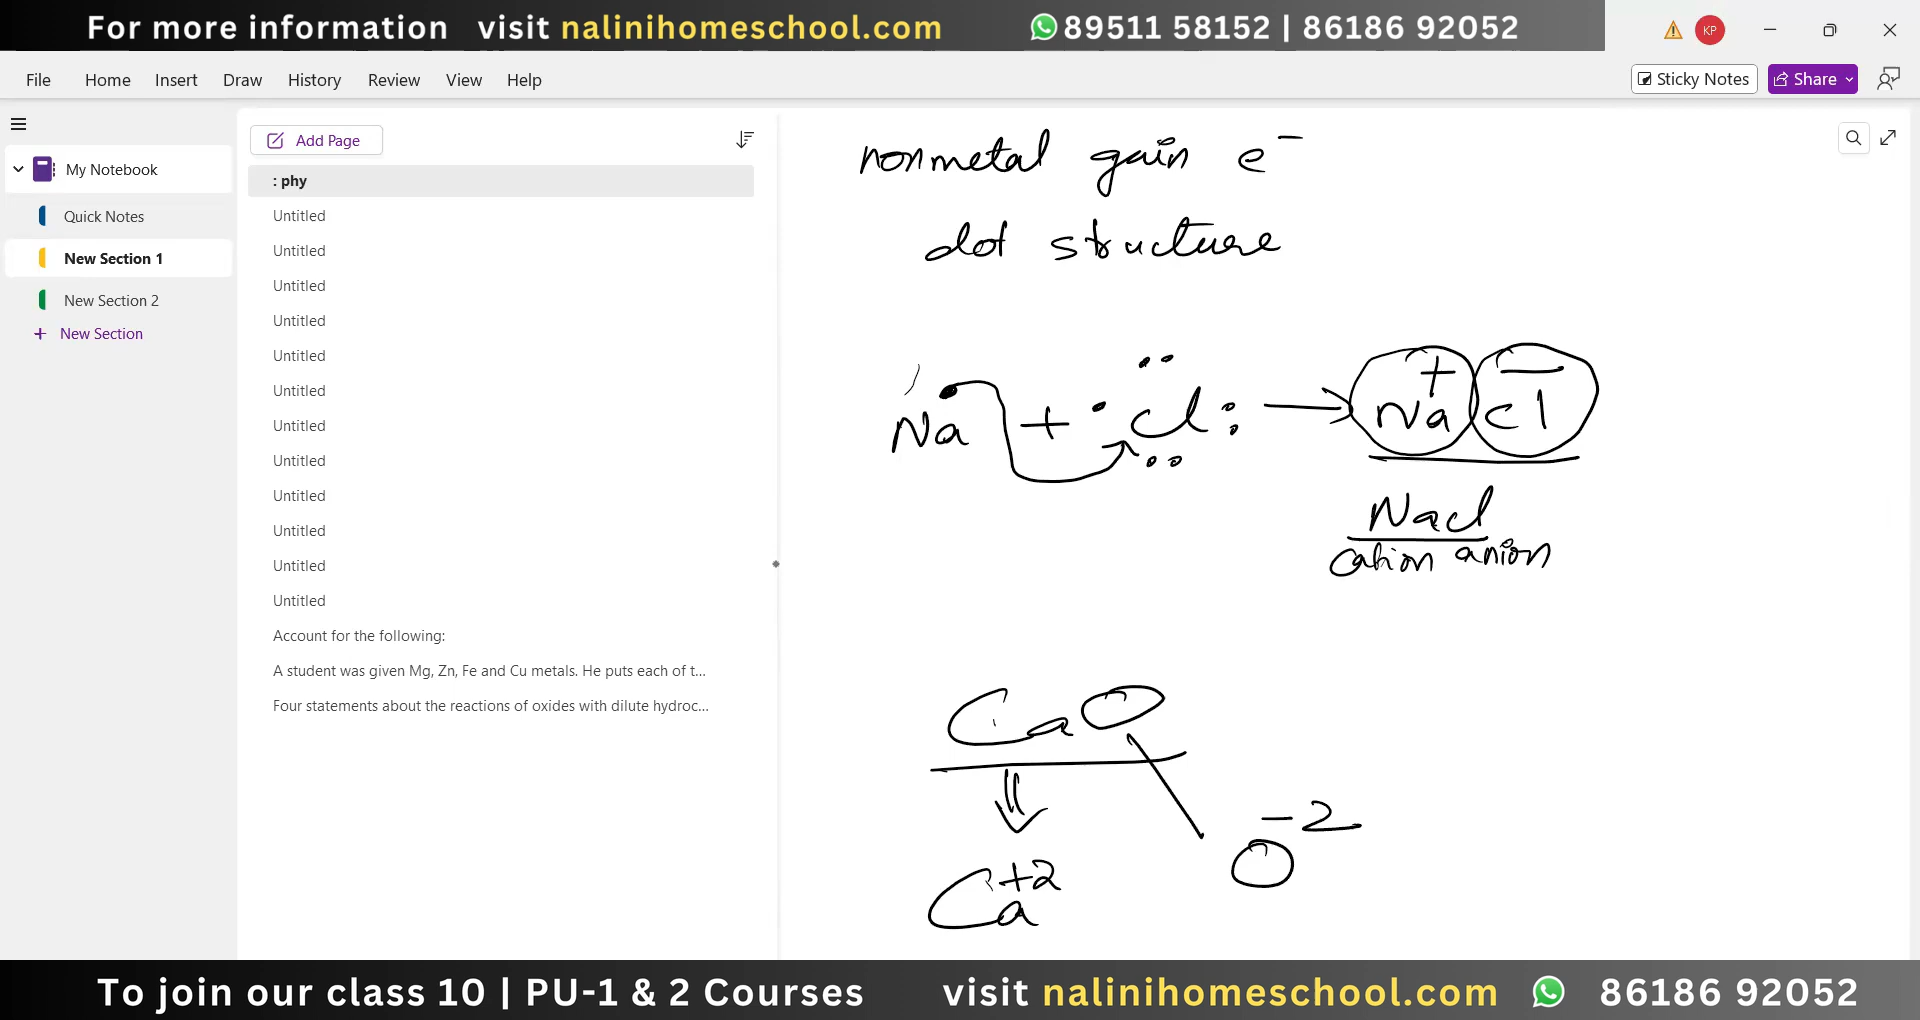 For more information visit nalinihomeschool.com 89511 58152 | 86186 92052
KP
File Home Insert Draw History Review View Help
Sticky Notes Share
Add Page
My Notebook
Quick Notes
New Section 1
New Section 2
+ New Section
: phy
Untitled
Untitled
Untitled
Untitled
Untitled
Untitled
Untitled
Untitled
Untitled
Untitled
Untitled
Untitled
Account for the following:
A student was given Mg, Zn, Fe and Cu metals. He puts each of t...
Four statements about the reactions of oxides with dilute hydroc...
nonmetal gain e⁻
dot structure
Na + Cl → Na⁺ Cl⁻
Nacl
cation anion
CaO
O⁻²
Ca⁺²
To join our class 10 | PU-1 & 2 Courses visit nalinihomeschool.com 86186 92052